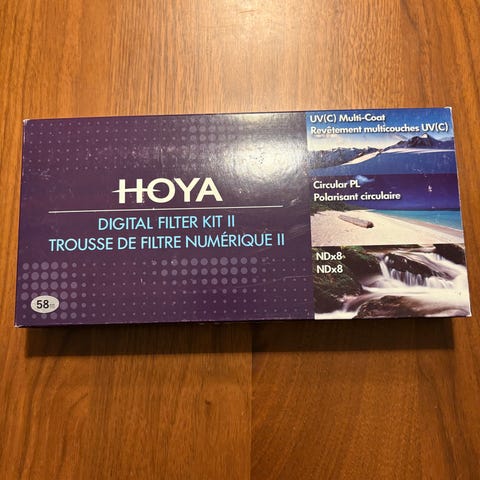 HOYA
DIGITAL FILTER KIT II
TROUSSE DE FILTRE NUMÉRIQUE II
58
UV(C) Multi-Coat
Revêtement multicouches UV(C)
Circular PL
Polarisant circulaire
NDx8
NDx8